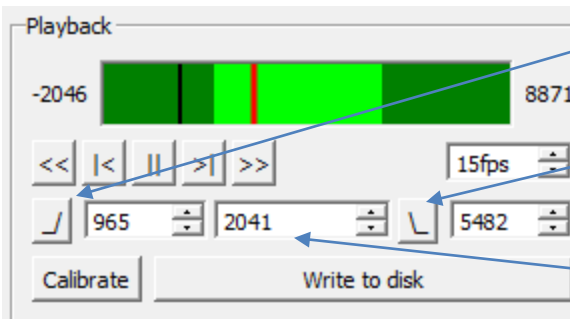 Playback
-2046 8871
<< |< || >| >> 15fps
_/ 965 2041 \_ 5482
Calibrate Write to disk